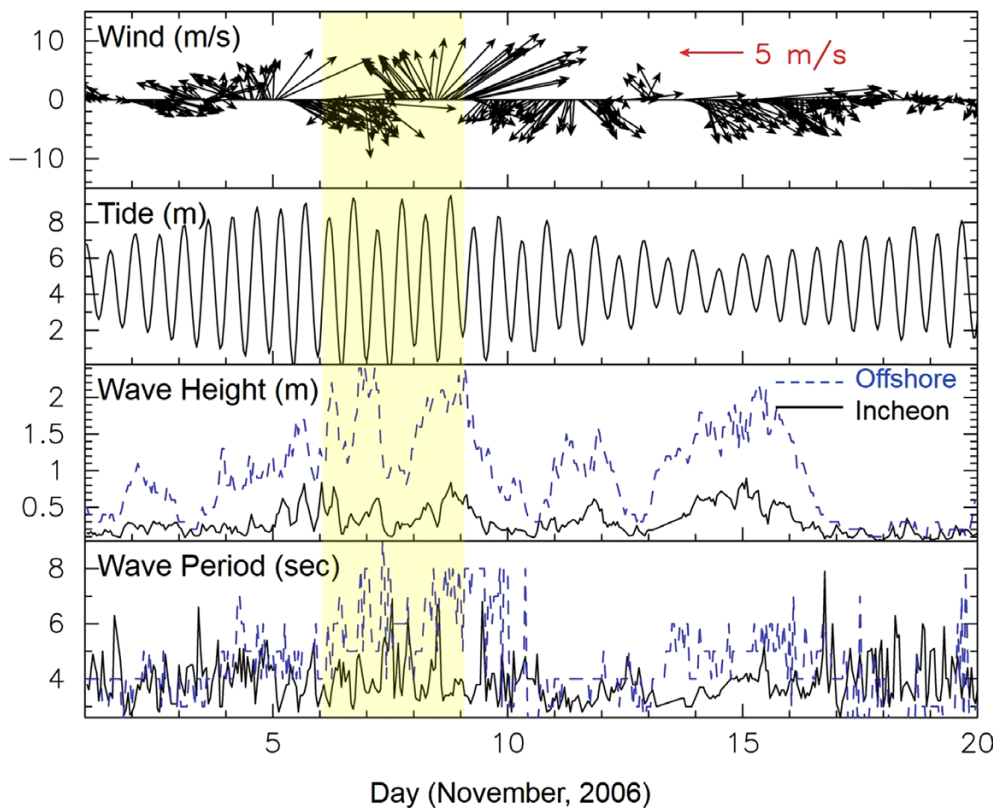 Wind (m/s)
10
0
-10
5 m/s
Tide (m)
8
6
4
2
Wave Height (m)
2
1.5
1
0.5
Offshore
Incheon
Wave Period (sec)
8
6
4
5
10
15
20
Day (November, 2006)